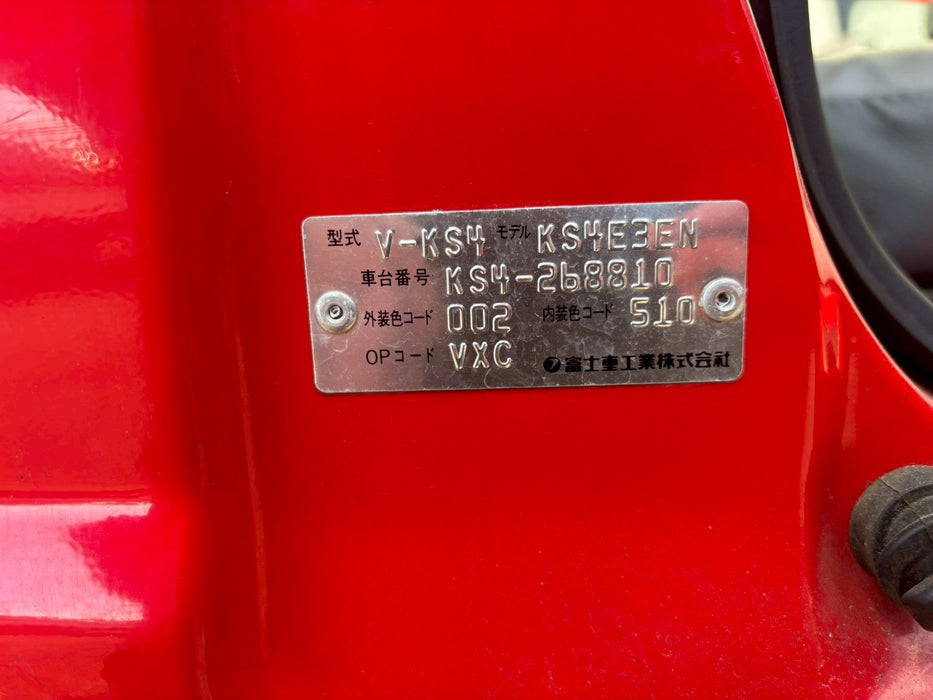 型式 V-KS4 モデル KS4E3EN
車台番号 KS4-268810
外装色コード 002 内装色コード 510
OPコード VXC 富士重工業株式会社